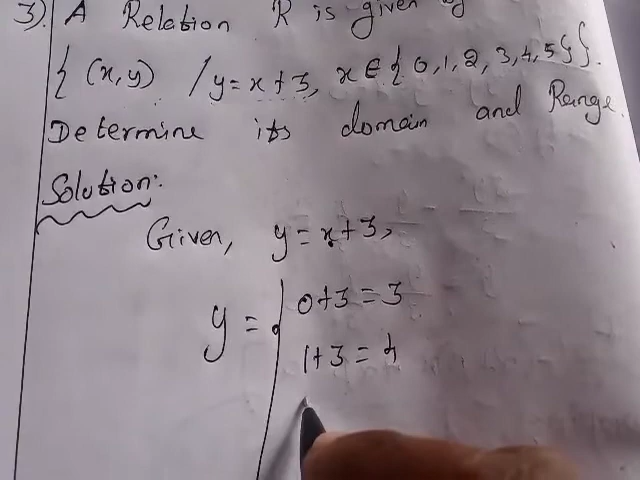 3). A Relation R is given by
{ (x,y) / y=x+3, x∈{0,1,2,3,4,5}}.
Determine its domain and Range.
Solution:
Given, y=x+3,
y= 0+3=3
1+3=4